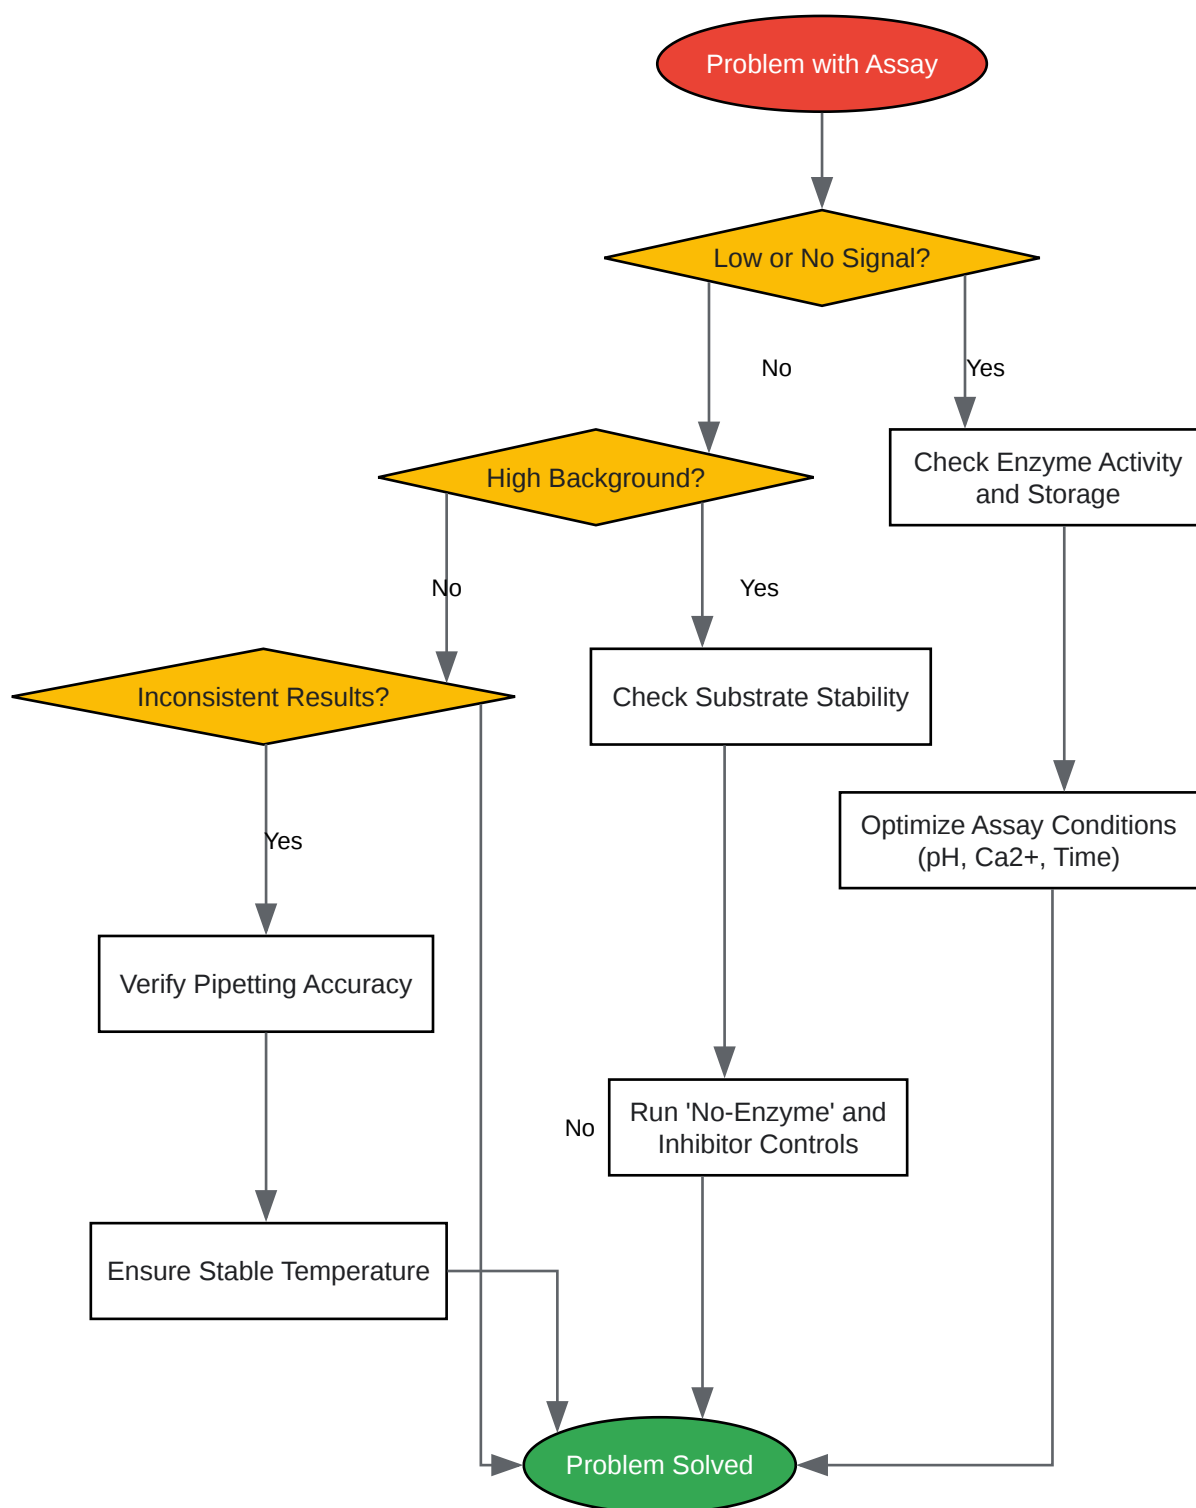 Problem with Assay
Low or No Signal?
No
Yes
High Background?
Check Enzyme Activity
and Storage
No
Yes
Inconsistent Results?
Check Substrate Stability
Optimize Assay Conditions
(pH, Ca2+, Time)
Yes
Verify Pipetting Accuracy
Run 'No-Enzyme' and
Inhibitor Controls
No
Ensure Stable Temperature
Problem Solved